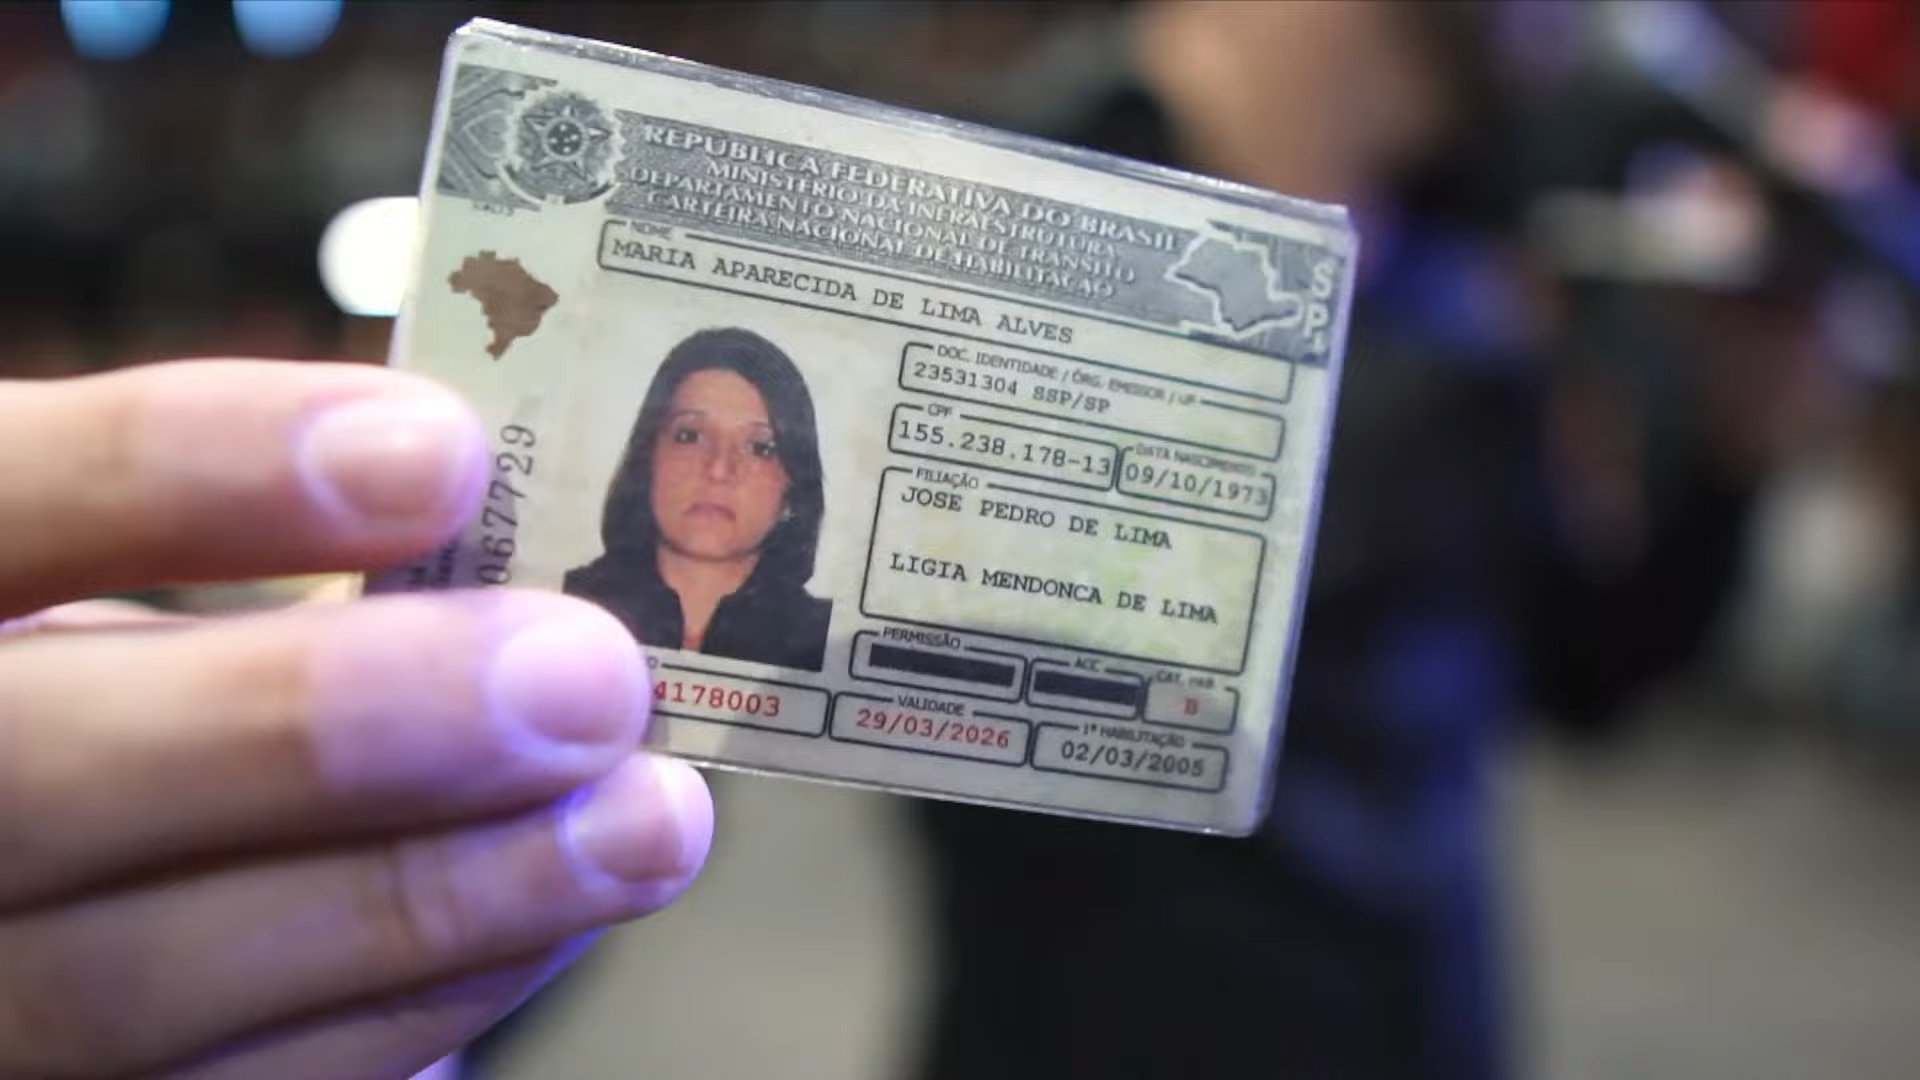 REPÚBLICA FEDERATIVA DO BRASIL
MINISTÉRIO DA INFRAESTRUTURA
DEPARTAMENTO NACIONAL DE TRÂNSITO
CARTEIRA NACIONAL DE HABILITAÇÃO
SP
NOME
MARIA APARECIDA DE LIMA ALVES
DOC. IDENTIDADE / ÓRG. EMISSOR / UF
23531304 SSP/SP
CPF
155.238.178-13
DATA NASCIMENTO
09/10/1973
FILIAÇÃO
JOSE PEDRO DE LIMA
LIGIA MENDONCA DE LIMA
PERMISSÃO
ACC
CAT. HAB
B
4178003
VALIDADE
29/03/2026
1ª HABILITAÇÃO
02/03/2005
067729